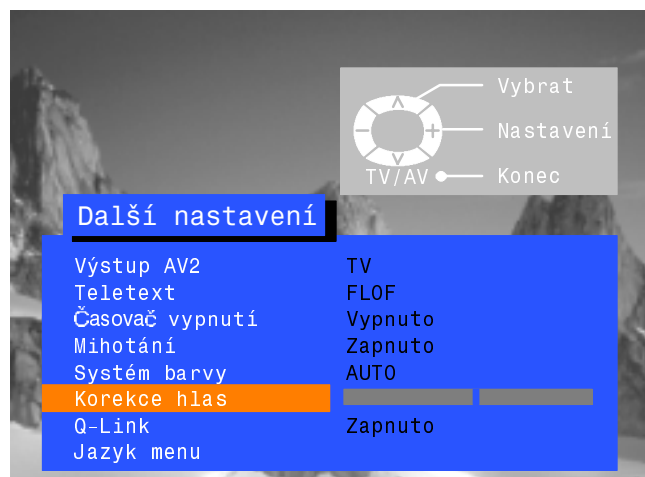 Vybrat
Nastavení
TV/AV Konec
Další nastavení
Výstup AV2 TV
Teletext FLOF
Časovač vypnutí Vypnuto
Mihotání Zapnuto
Systém barvy AUTO
Korekce hlas
Q-Link Zapnuto
Jazyk menu